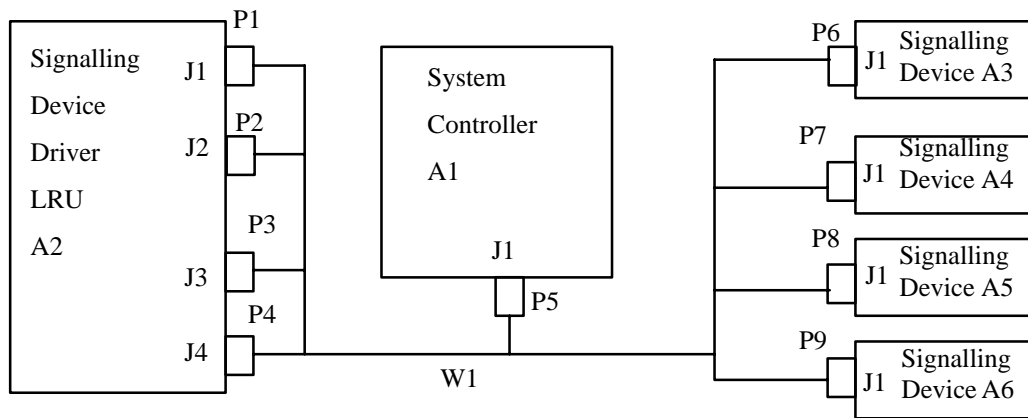 Signalling
Device
Driver
LRU
A2
P1
J1
P2
J2
P3
J3
P4
J4
System
Controller
A1
J1
P5
W1
P6
J1
Signalling
Device A3
P7
J1
Signalling
Device A4
P8
J1
Signalling
Device A5
P9
J1
Signalling
Device A6